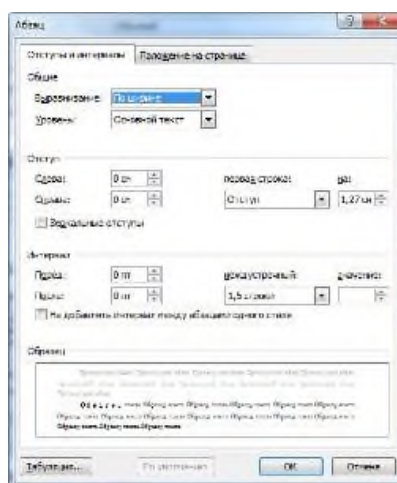 Абзац
Отступы и интервалы Положение на странице
Общие
Выравнивание: По ширине
Уровень: Основной текст
Отступ
Слева: 0 см первая строка: на:
Справа: 0 см Отступ 1,27 см
Зеркальные отступы
Интервал
Перед: 0 пт междустрочный: значение:
После: 0 пт 1,5 строки
Не добавлять интервал между абзацами одного стиля
Образец
Табуляция... По умолчанию ОК Отмена